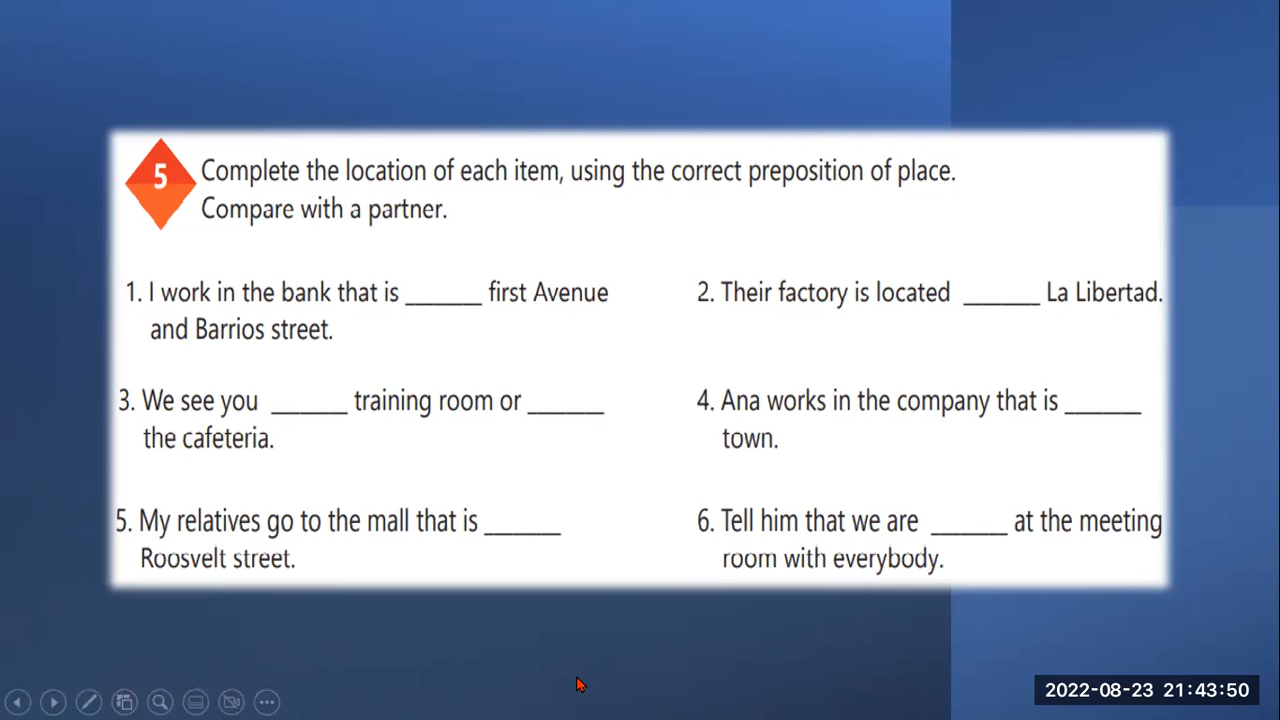 5
Complete the location of each item, using the correct preposition of place.
Compare with a partner.
1. I work in the bank that is _______ first Avenue
and Barrios street.
2. Their factory is located _______ La Libertad.
3. We see you _______ training room or _______
the cafeteria.
4. Ana works in the company that is _______
town.
5. My relatives go to the mall that is _______
Roosvelt street.
6. Tell him that we are _______ at the meeting
room with everybody.
2022-08-23 21:43:50